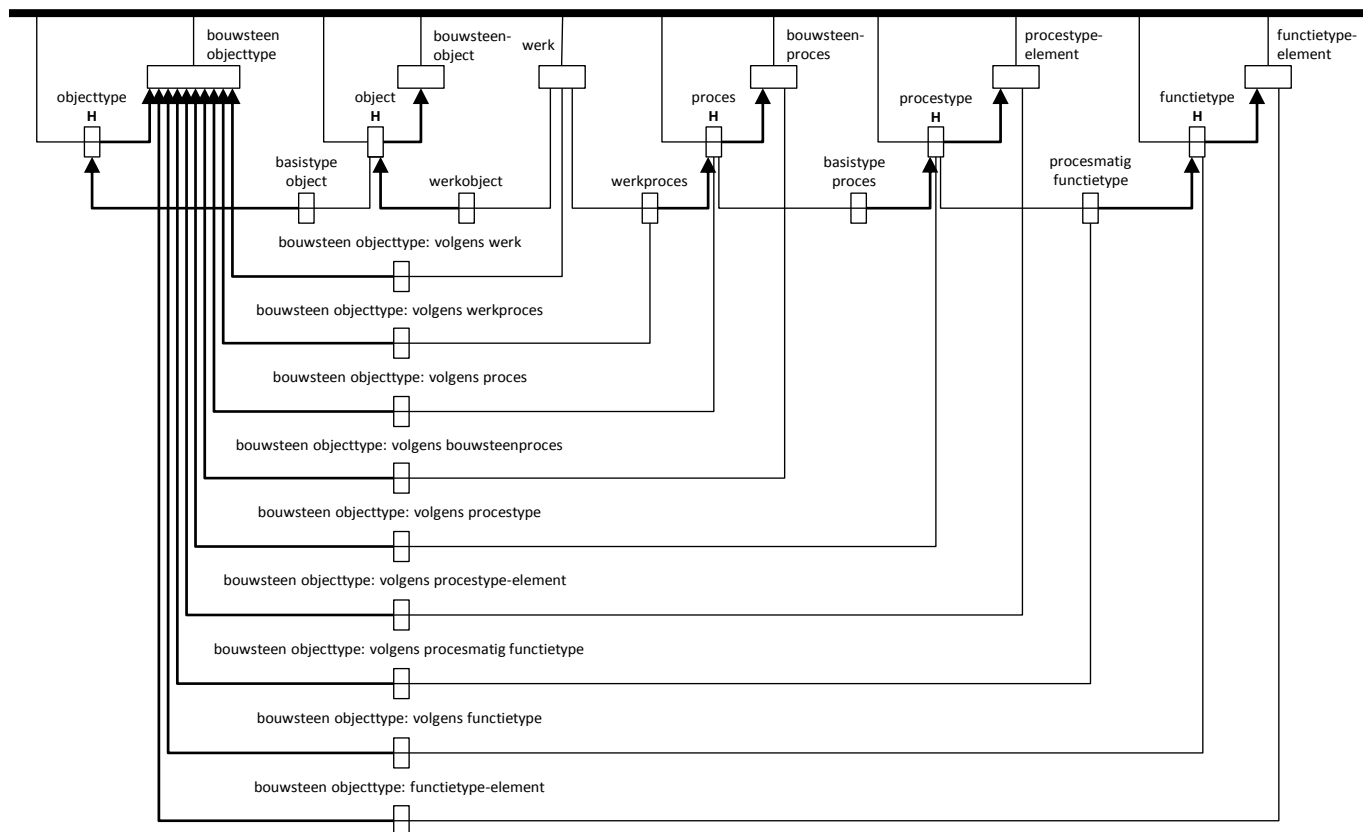 bouwsteen
objecttype
bouwsteen-
object
werk
bouwsteen-
proces
procestype-
element
functietype-
element
objecttype
H
object
H
proces
H
procestype
H
functietype
H
basistype
object
werkobject
werkproces
basistype
proces
procesmatig
functietype
bouwsteen objecttype: volgens werk
bouwsteen objecttype: volgens werkproces
bouwsteen objecttype: volgens proces
bouwsteen objecttype: volgens bouwsteenproces
bouwsteen objecttype: volgens procestype
bouwsteen objecttype: volgens procestype-element
bouwsteen objecttype: volgens procesmatig functietype
bouwsteen objecttype: volgens functietype
bouwsteen objecttype: functietype-element